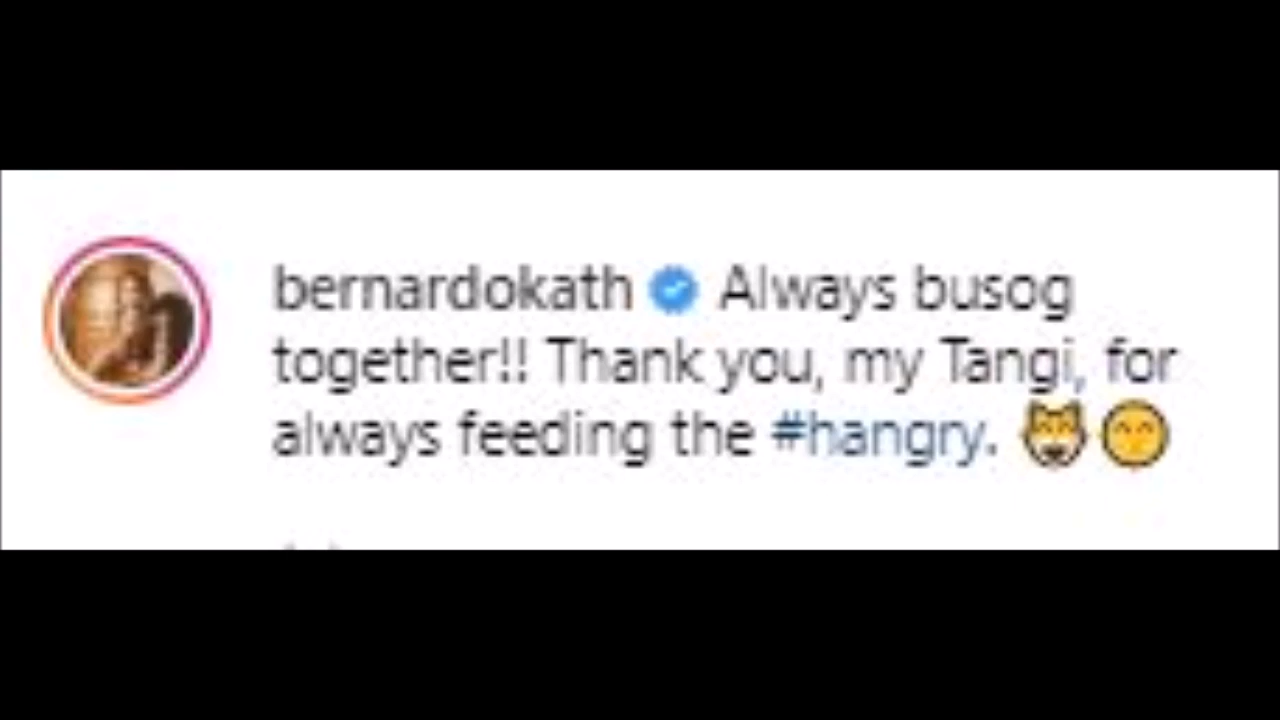 bernardokath Always busog
together!! Thank you, my Tangi, for
always feeding the #hangry. 😸😁